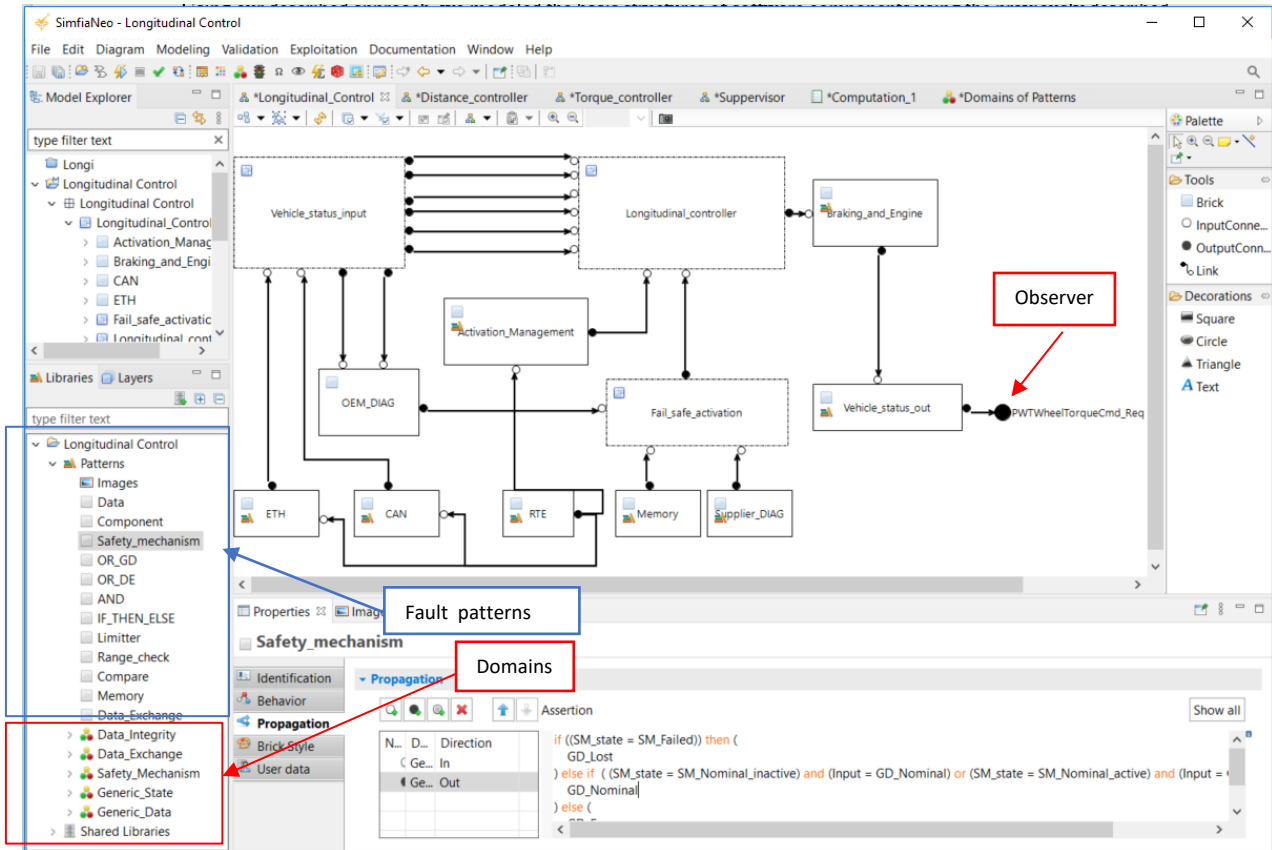 SimfiaNeo - Longitudinal Control
File Edit Diagram Modeling Validation Exploitation Documentation Window Help
Model Explorer
type filter text
Longi
Longitudinal Control
Longitudinal Control
Longitudinal_Control
Activation_Manag
Braking_and_Engi
CAN
ETH
Fail_safe_activatic
Longitudinal_cont
Libraries Layers
type filter text
Longitudinal Control
Patterns
Images
Data
Component
Safety_mechanism
OR_GD
OR_DE
AND
IF_THEN_ELSE
Limitter
Range_check
Compare
Memory
Data_Exchange
Data_Integrity
Data_Exchange
Safety_Mechanism
Generic_State
Generic_Data
Shared Libraries
*Longitudinal_Control *Distance_controller *Torque_controller *Suppervisor *Computation_1 *Domains of Patterns
Vehicle_status_input
Longitudinal_controller
Braking_and_Engine
Observer
Activation_Management
OEM_DIAG
Fail_safe_activation
Vehicle_status_out
PWTWheelTorqueCmd_Req
ETH
CAN
RTE
Memory
Supplier_DIAG
Palette
Tools
Brick
InputConne...
OutputConn...
Link
Decorations
Square
Circle
Triangle
Text
Fault patterns
Domains
Properties Imag
Safety_mechanism
Identification
Behavior
Propagation
Brick Style
User data
Propagation
Assertion
Show all
N... D... Direction
Ge... In
Ge... Out
if ((SM_state = SM_Failed)) then (
GD_Lost
) else if ( (SM_state = SM_Nominal_inactive) and (Input = GD_Nominal) or (SM_state = SM_Nominal_active) and (Input =
GD_Nominal
) else (